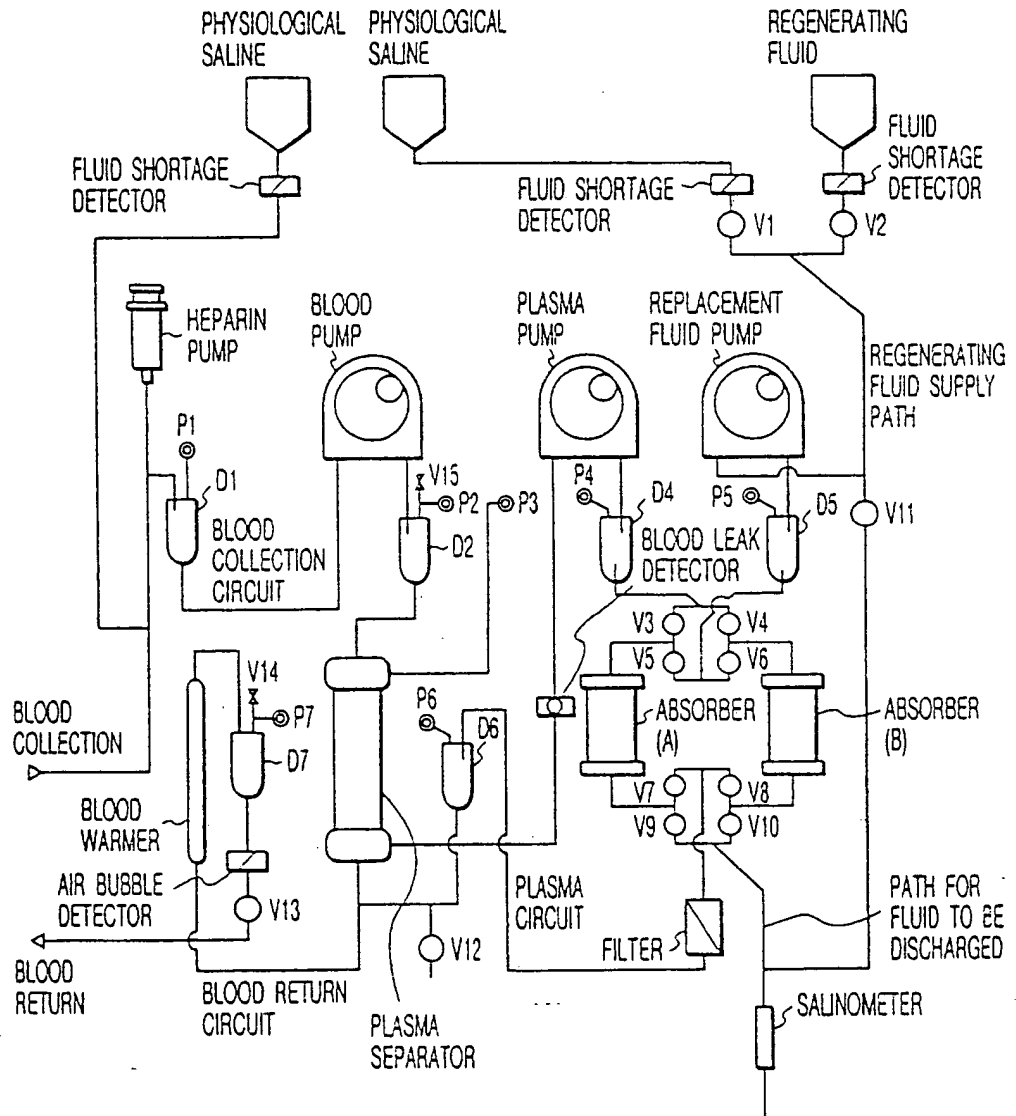 PHYSIOLOGICAL
SALINE
PHYSIOLOGICAL
SALINE
REGENERATING
FLUID
FLUID SHORTAGE
DETECTOR
FLUID SHORTAGE
DETECTOR
FLUID
SHORTAGE
DETECTOR
V1
V2
HEPARIN
PUMP
BLOOD
PUMP
PLASMA
PUMP
REPLACEMENT
FLUID PUMP
REGENERATING
FLUID SUPPLY
PATH
P1
D1
V15
P2
P3
D2
P4
D4
P5
D5
V11
BLOOD
COLLECTION
CIRCUIT
BLOOD LEAK
DETECTOR
V3
V4
V5
V6
V14
P7
D7
P6
D6
BLOOD
COLLECTION
ABSORBER
(A)
ABSORBER
(B)
BLOOD
WARMER
V7
V8
V9
V10
AIR BUBBLE
DETECTOR
V13
V12
PLASMA
CIRCUIT
FILTER
PATH FOR
FLUID TO BE
DISCHARGED
BLOOD
RETURN
BLOOD RETURN
CIRCUIT
PLASMA
SEPARATOR
SALINOMETER